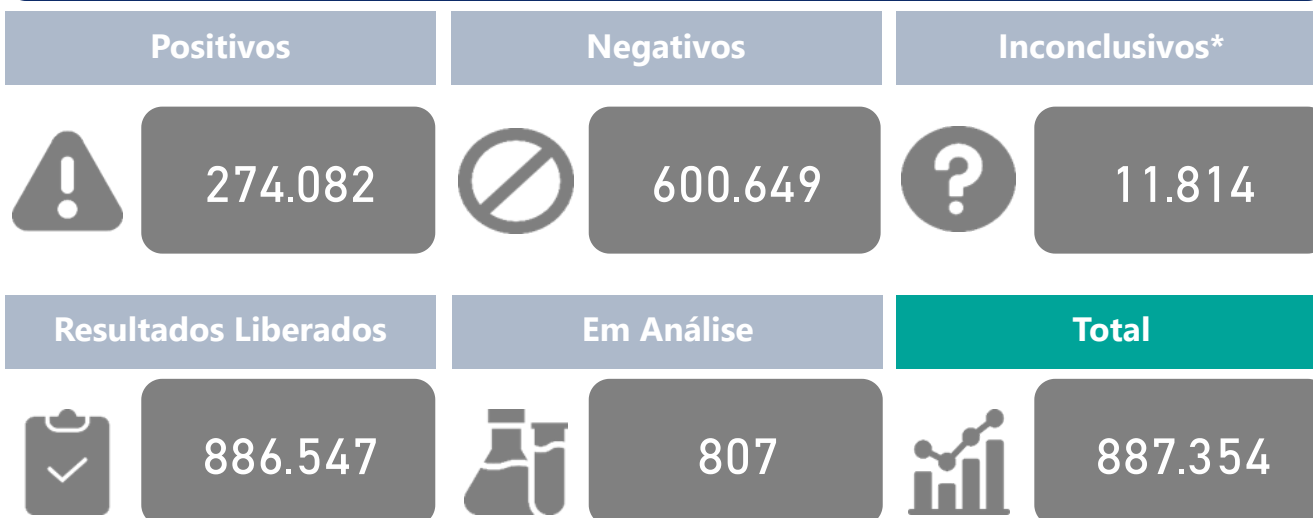 Positivos
Negativos
Inconclusivos*
274.082
600.649
11.814
Resultados Liberados
Em Análise
Total
886.547
807
887.354